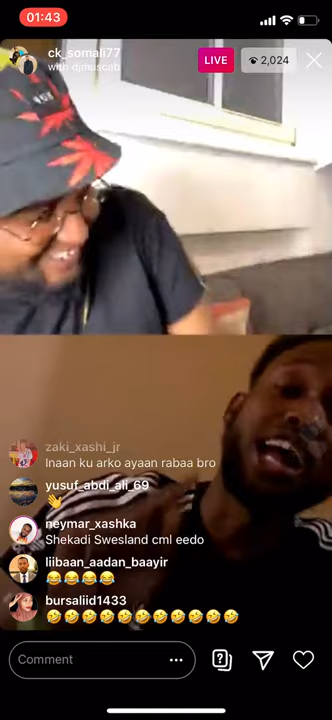 01:43
ck_somali77
with djmuscab
LIVE
2,024
zaki_xashi_jr
Inaan ku arko ayaan rabaa bro
yusuf_abdi_ali_69
👋
neymar_xashka
Shekadi Swesland cml eedo
liibaan_aadan_baayir
😂😂😂😂
bursaliid1433
🤣🤣🤣🤣🤣🤣🤣🤣🤣🤣🤣
Comment